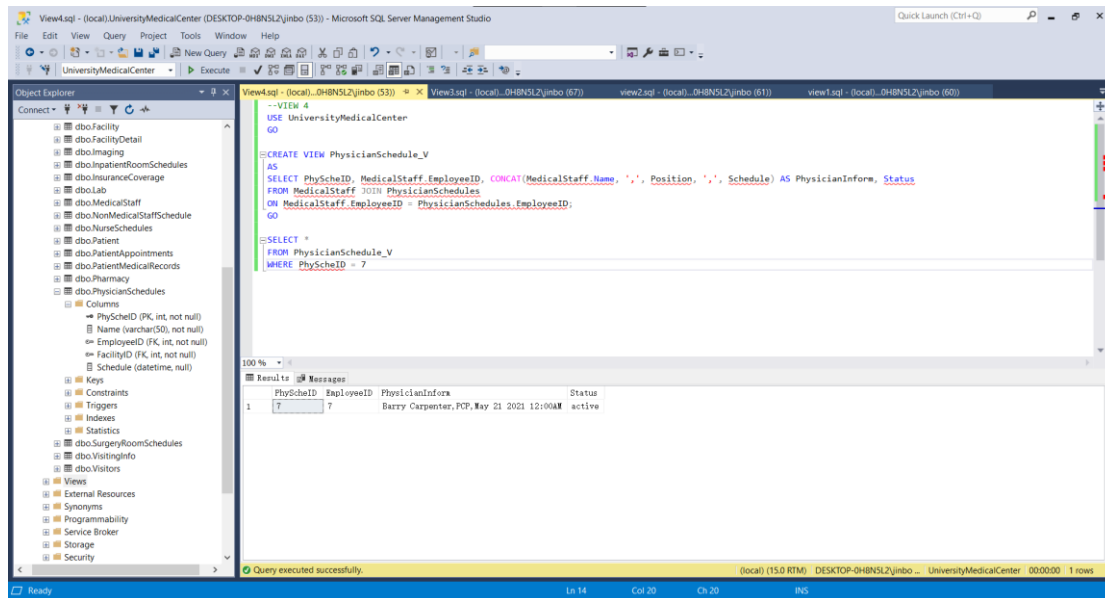 View4.sql - (local).UniversityMedicalCenter (DESKTOP-0H8N5L2\jinbo (53)) - Microsoft SQL Server Management Studio
Quick Launch (Ctrl+Q)
File Edit View Query Project Tools Window Help
New Query
UniversityMedicalCenter Execute
Object Explorer
View4.sql - (local)...0H8N5L2\jinbo (53)) View3.sql - (local)...0H8N5L2\jinbo (67)) view2.sql - (local)...0H8N5L2\jinbo (61)) view1.sql - (local)...0H8N5L2\jinbo (60))
Connect
dbo.Facility
dbo.FacilityDetail
dbo.Imaging
dbo.InpatientRoomSchedules
dbo.InsuranceCoverage
dbo.Lab
dbo.MedicalStaff
dbo.NonMedicalStaffSchedule
dbo.NurseSchedules
dbo.Patient
dbo.PatientAppointments
dbo.PatientMedicalRecords
dbo.Pharmacy
dbo.PhysicianSchedules
Columns
PhyScheID (PK, int, not null)
Name (varchar(50), not null)
EmployeeID (FK, int, not null)
FacilityID (FK, int, not null)
Schedule (datetime, null)
Keys
Constraints
Triggers
Indexes
Statistics
dbo.SurgeryRoomSchedules
dbo.VisitingInfo
dbo.Visitors
Views
External Resources
Synonyms
Programmability
Service Broker
Storage
Security
--VIEW 4
USE UniversityMedicalCenter
GO
CREATE VIEW PhysicianSchedule_V
AS
SELECT PhyScheID, MedicalStaff.EmployeeID, CONCAT(MedicalStaff.Name, ',', Position, ',', Schedule) AS PhysicianInform, Status
FROM MedicalStaff JOIN PhysicianSchedules
ON MedicalStaff.EmployeeID = PhysicianSchedules.EmployeeID;
GO
SELECT *
FROM PhysicianSchedule_V
WHERE PhyScheID = 7
100 %
Results Messages
PhyScheID EmployeeID PhysicianInform Status
1 7 7 Barry Carpenter,PCP,May 21 2021 12:00AM active
Query executed successfully. (local) (15.0 RTM) DESKTOP-0H8N5L2\jinbo ... UniversityMedicalCenter 00:00:00 1 rows
Ready Ln 14 Col 20 Ch 20 INS